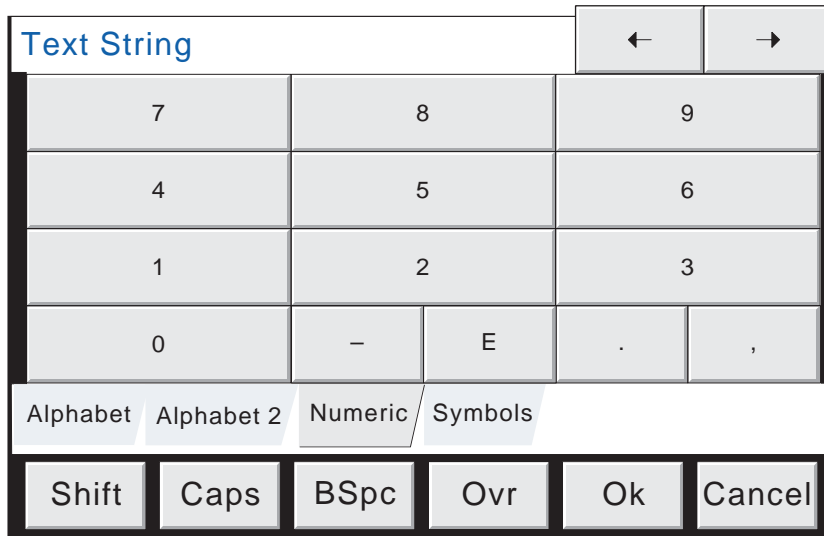 Text String ← →
7 8 9
4 5 6
1 2 3
0 – E . ,
Alphabet Alphabet 2 Numeric Symbols
Shift Caps BSpc Ovr Ok Cancel